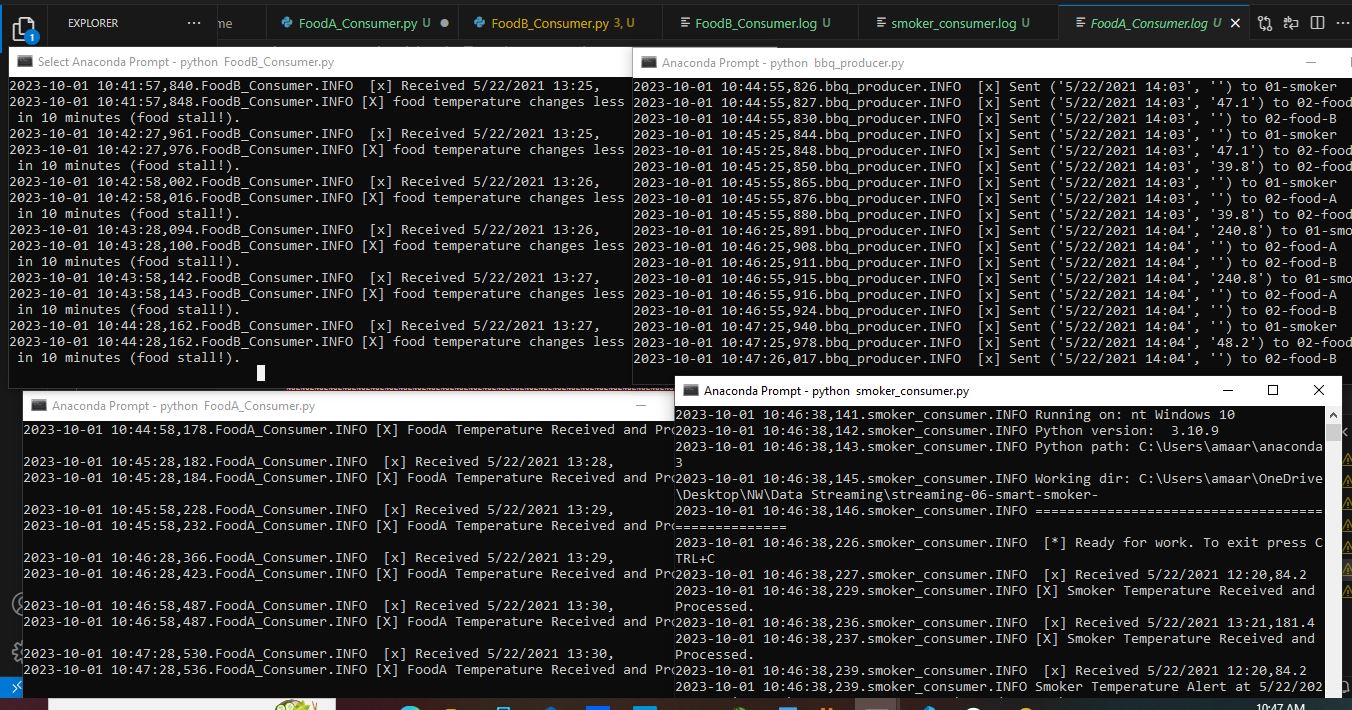 EXPLORER
me
FoodA_Consumer.py U
FoodB_Consumer.py 3, U
FoodB_Consumer.log U
smoker_consumer.log U
FoodA_Consumer.log U
1
Select Anaconda Prompt - python FoodB_Consumer.py
2023-10-01 10:41:57,840.FoodB_Consumer.INFO [x] Received 5/22/2021 13:25,
2023-10-01 10:41:57,848.FoodB_Consumer.INFO [X] food temperature changes less
in 10 minutes (food stall!).
2023-10-01 10:42:27,961.FoodB_Consumer.INFO [x] Received 5/22/2021 13:25,
2023-10-01 10:42:27,976.FoodB_Consumer.INFO [X] food temperature changes less
in 10 minutes (food stall!).
2023-10-01 10:42:58,002.FoodB_Consumer.INFO [x] Received 5/22/2021 13:26,
2023-10-01 10:42:58,016.FoodB_Consumer.INFO [X] food temperature changes less
in 10 minutes (food stall!).
2023-10-01 10:43:28,094.FoodB_Consumer.INFO [x] Received 5/22/2021 13:26,
2023-10-01 10:43:28,100.FoodB_Consumer.INFO [X] food temperature changes less
in 10 minutes (food stall!).
2023-10-01 10:43:58,142.FoodB_Consumer.INFO [x] Received 5/22/2021 13:27,
2023-10-01 10:43:58,143.FoodB_Consumer.INFO [X] food temperature changes less
in 10 minutes (food stall!).
2023-10-01 10:44:28,162.FoodB_Consumer.INFO [x] Received 5/22/2021 13:27,
2023-10-01 10:44:28,162.FoodB_Consumer.INFO [X] food temperature changes less
in 10 minutes (food stall!).
Anaconda Prompt - python bbq_producer.py
2023-10-01 10:44:55,826.bbq_producer.INFO [x] Sent ('5/22/2021 14:03', '') to 01-smoker
2023-10-01 10:44:55,827.bbq_producer.INFO [x] Sent ('5/22/2021 14:03', '47.1') to 02-food
2023-10-01 10:44:55,830.bbq_producer.INFO [x] Sent ('5/22/2021 14:03', '') to 02-food-B
2023-10-01 10:45:25,844.bbq_producer.INFO [x] Sent ('5/22/2021 14:03', '') to 01-smoker
2023-10-01 10:45:25,848.bbq_producer.INFO [x] Sent ('5/22/2021 14:03', '47.1') to 02-food
2023-10-01 10:45:25,850.bbq_producer.INFO [x] Sent ('5/22/2021 14:03', '39.8') to 02-food
2023-10-01 10:45:55,865.bbq_producer.INFO [x] Sent ('5/22/2021 14:03', '') to 01-smoker
2023-10-01 10:45:55,876.bbq_producer.INFO [x] Sent ('5/22/2021 14:03', '') to 02-food-A
2023-10-01 10:45:55,880.bbq_producer.INFO [x] Sent ('5/22/2021 14:03', '39.8') to 02-food
2023-10-01 10:46:25,891.bbq_producer.INFO [x] Sent ('5/22/2021 14:04', '240.8') to 01-smo
2023-10-01 10:46:25,908.bbq_producer.INFO [x] Sent ('5/22/2021 14:04', '') to 02-food-A
2023-10-01 10:46:25,911.bbq_producer.INFO [x] Sent ('5/22/2021 14:04', '') to 02-food-B
2023-10-01 10:46:55,915.bbq_producer.INFO [x] Sent ('5/22/2021 14:04', '240.8') to 01-smo
2023-10-01 10:46:55,916.bbq_producer.INFO [x] Sent ('5/22/2021 14:04', '') to 02-food-A
2023-10-01 10:46:55,924.bbq_producer.INFO [x] Sent ('5/22/2021 14:04', '') to 02-food-B
2023-10-01 10:47:25,940.bbq_producer.INFO [x] Sent ('5/22/2021 14:04', '') to 01-smoker
2023-10-01 10:47:25,978.bbq_producer.INFO [x] Sent ('5/22/2021 14:04', '48.2') to 02-food
2023-10-01 10:47:26,017.bbq_producer.INFO [x] Sent ('5/22/2021 14:04', '') to 02-food-B
Anaconda Prompt - python FoodA_Consumer.py
2023-10-01 10:44:58,178.FoodA_Consumer.INFO [X] FoodA Temperature Received and Pro
2023-10-01 10:45:28,182.FoodA_Consumer.INFO [x] Received 5/22/2021 13:28,
2023-10-01 10:45:28,184.FoodA_Consumer.INFO [X] FoodA Temperature Received and Pro
2023-10-01 10:45:58,228.FoodA_Consumer.INFO [x] Received 5/22/2021 13:29,
2023-10-01 10:45:58,232.FoodA_Consumer.INFO [X] FoodA Temperature Received and Pro
2023-10-01 10:46:28,366.FoodA_Consumer.INFO [x] Received 5/22/2021 13:29,
2023-10-01 10:46:28,423.FoodA_Consumer.INFO [X] FoodA Temperature Received and Pro
2023-10-01 10:46:58,487.FoodA_Consumer.INFO [x] Received 5/22/2021 13:30,
2023-10-01 10:46:58,487.FoodA_Consumer.INFO [X] FoodA Temperature Received and Pro
2023-10-01 10:47:28,530.FoodA_Consumer.INFO [x] Received 5/22/2021 13:30,
2023-10-01 10:47:28,536.FoodA_Consumer.INFO [X] FoodA Temperature Received and Pro
Anaconda Prompt - python smoker_consumer.py
2023-10-01 10:46:38,141.smoker_consumer.INFO Running on: nt Windows 10
2023-10-01 10:46:38,142.smoker_consumer.INFO Python version: 3.10.9
2023-10-01 10:46:38,143.smoker_consumer.INFO Python path: C:\Users\amaar\anaconda
3
2023-10-01 10:46:38,145.smoker_consumer.INFO Working dir: C:\Users\amaar\OneDrive
\Desktop\NW\Data Streaming\streaming-06-smart-smoker-
2023-10-01 10:46:38,146.smoker_consumer.INFO ====================================
==============
2023-10-01 10:46:38,226.smoker_consumer.INFO [*] Ready for work. To exit press C
TRL+C
2023-10-01 10:46:38,227.smoker_consumer.INFO [x] Received 5/22/2021 12:20,84.2
2023-10-01 10:46:38,229.smoker_consumer.INFO [X] Smoker Temperature Received and
Processed.
2023-10-01 10:46:38,236.smoker_consumer.INFO [x] Received 5/22/2021 13:21,181.4
2023-10-01 10:46:38,237.smoker_consumer.INFO [X] Smoker Temperature Received and
Processed.
2023-10-01 10:46:38,239.smoker_consumer.INFO [x] Received 5/22/2021 12:20,84.2
2023-10-01 10:46:38,239.smoker_consumer.INFO Smoker Temperature Alert at 5/22/202
10:47 AM